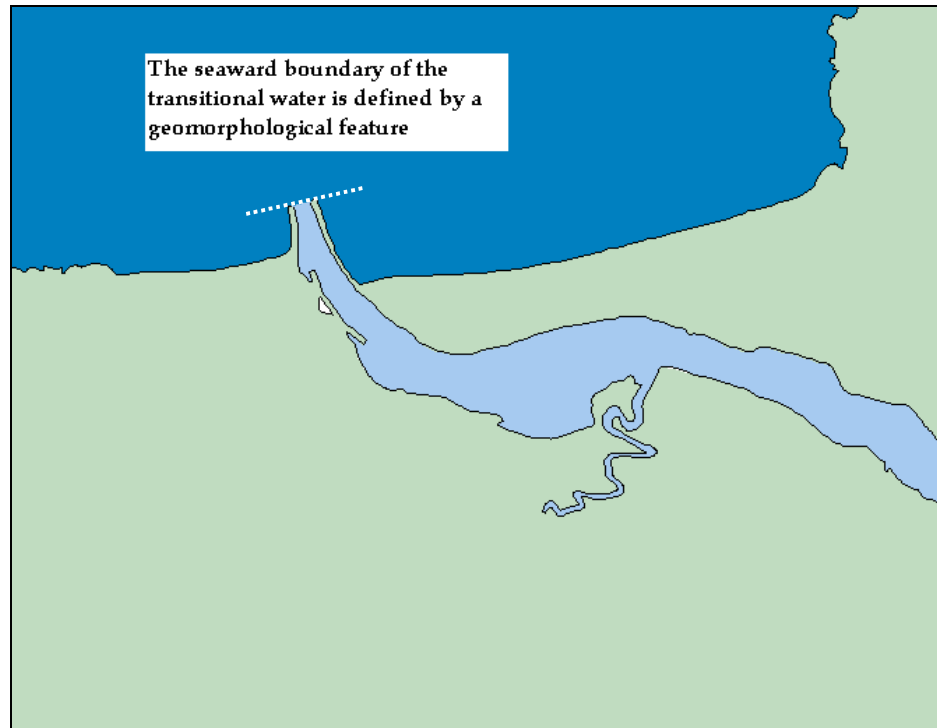 The seaward boundary of the
transitional water is defined by a
geomorphological feature